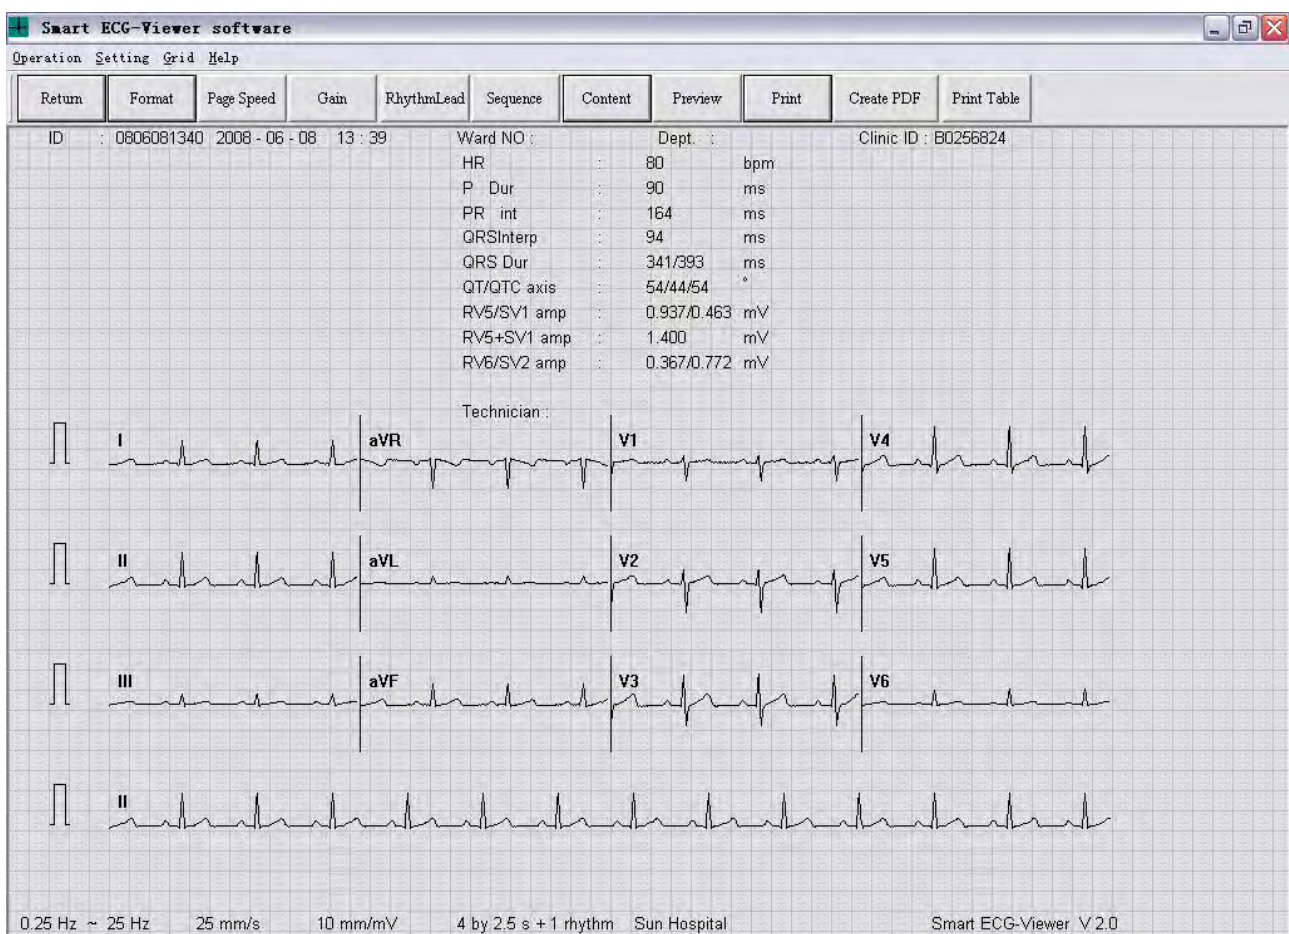 Smart ECG-Viewer software
Operation Setting Grid Help
Return Format Page Speed Gain RhythmLead Sequence Content Preview Print Create PDF Print Table
ID : 0806081340 2008 - 06 - 08 13 : 39 Ward NO : Dept. : Clinic ID : B0256824
HR : 80 bpm
P Dur : 90 ms
PR int : 164 ms
QRSInterp : 94 ms
QRS Dur : 341/393 ms
QT/QTC axis : 54/44/54 °
RV5/SV1 amp : 0.937/0.463 mV
RV5+SV1 amp : 1.400 mV
RV6/SV2 amp : 0.367/0.772 mV
Technician :
I aVR V1 V4
II aVL V2 V5
III aVF V3 V6
II
0.25 Hz ~ 25 Hz 25 mm/s 10 mm/mV 4 by 2.5 s + 1 rhythm Sun Hospital Smart ECG-Viewer V 2.0